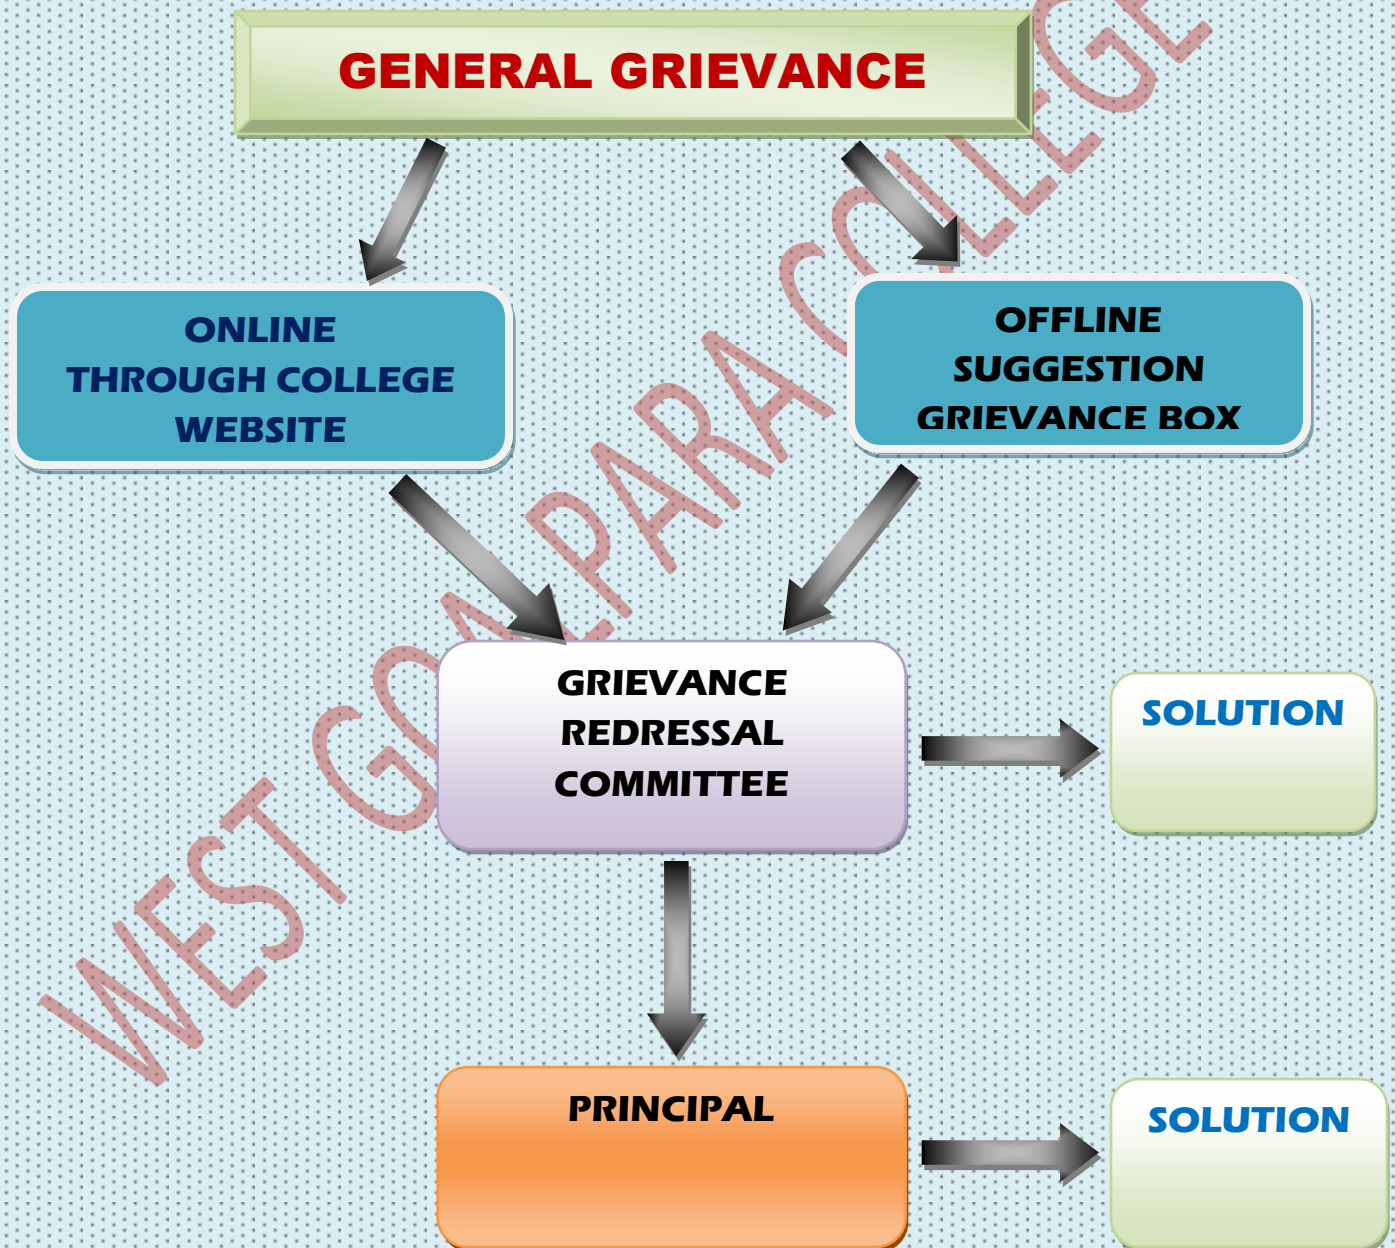 GENERAL GRIEVANCE
ONLINE
THROUGH COLLEGE
WEBSITE
OFFLINE
SUGGESTION
GRIEVANCE BOX
GRIEVANCE
REDRESSAL
COMMITTEE
SOLUTION
PRINCIPAL
SOLUTION
WEST GOALPARA COLLEGE